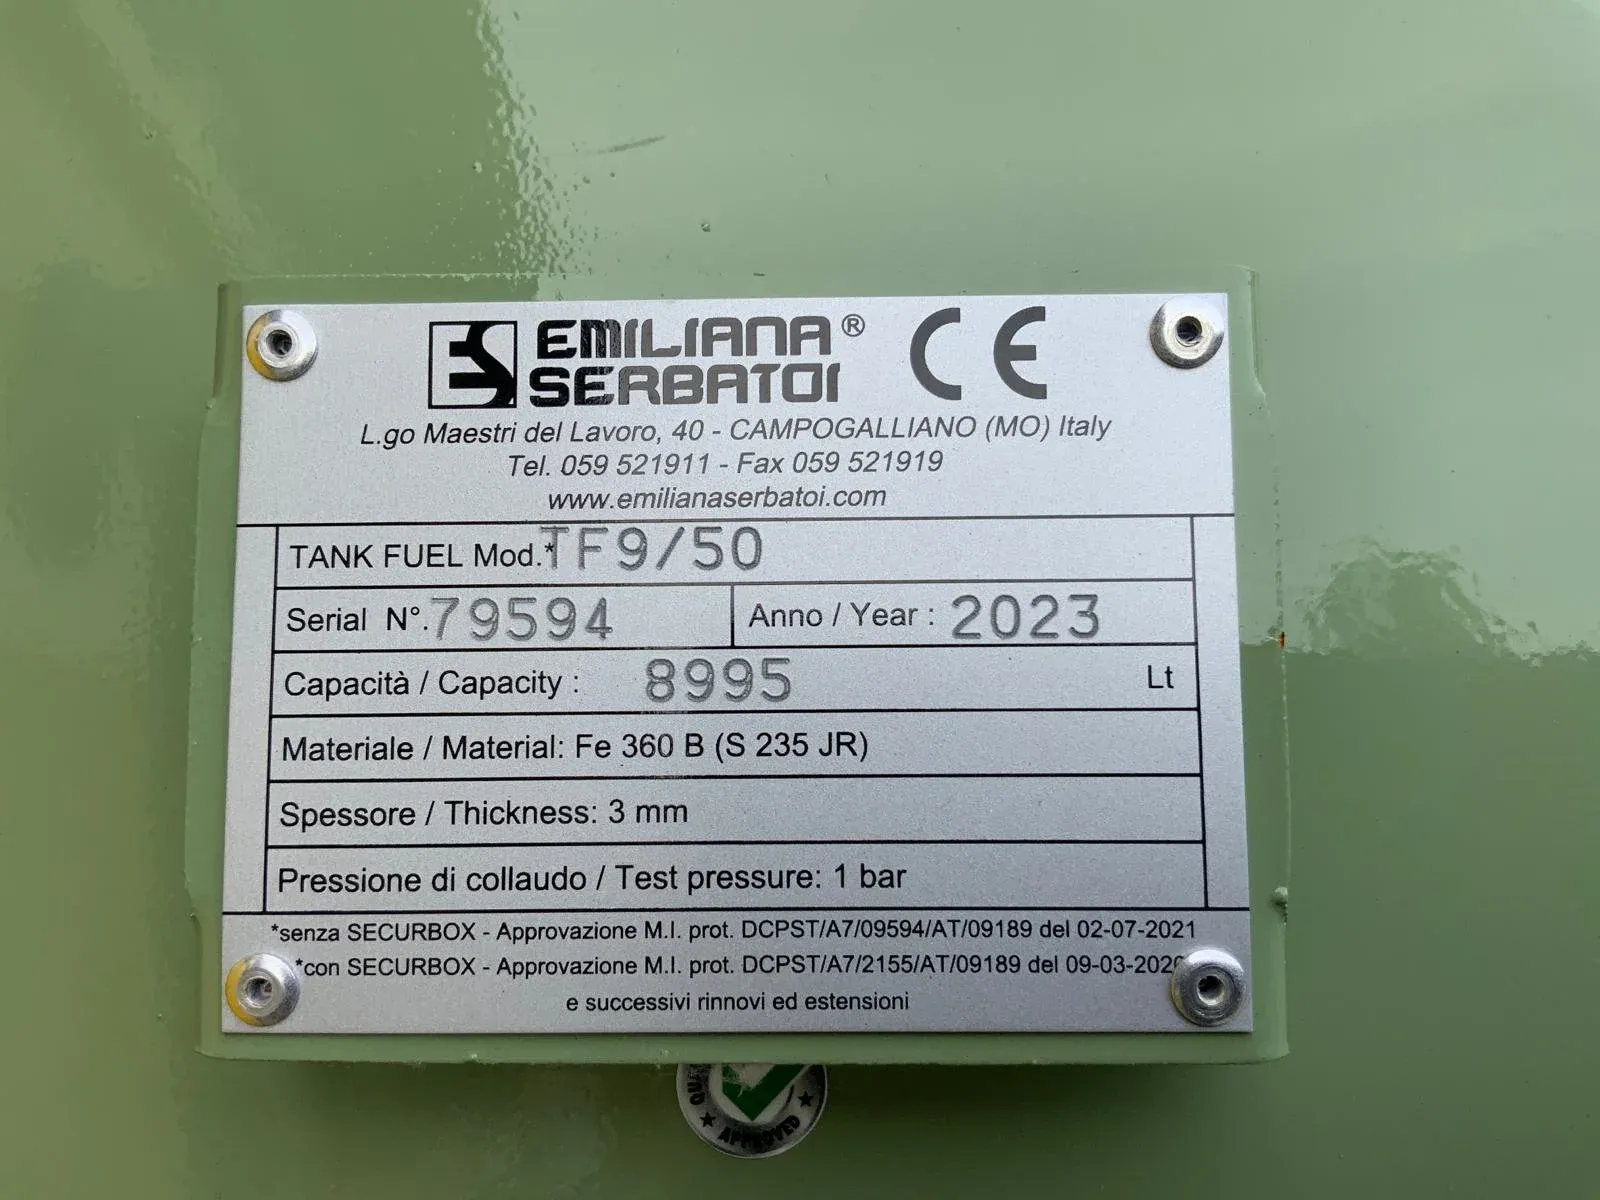 EMILIANA®
SERBATOI
CE
L.go Maestri del Lavoro, 40 - CAMPOGALLIANO (MO) Italy
Tel. 059 521911 - Fax 059 521919
www.emilianaserbatoi.com
TANK FUEL Mod.* TF9/50
Serial N°. 79594 Anno / Year : 2023
Capacità / Capacity : 8995 Lt
Materiale / Material: Fe 360 B (S 235 JR)
Spessore / Thickness: 3 mm
Pressione di collaudo / Test pressure: 1 bar
*senza SECURBOX - Approvazione M.I. prot. DCPST/A7/09594/AT/09189 del 02-07-2021
*con SECURBOX - Approvazione M.I. prot. DCPST/A7/2155/AT/09189 del
e successivi rinnovi ed estensioni
APPROVED